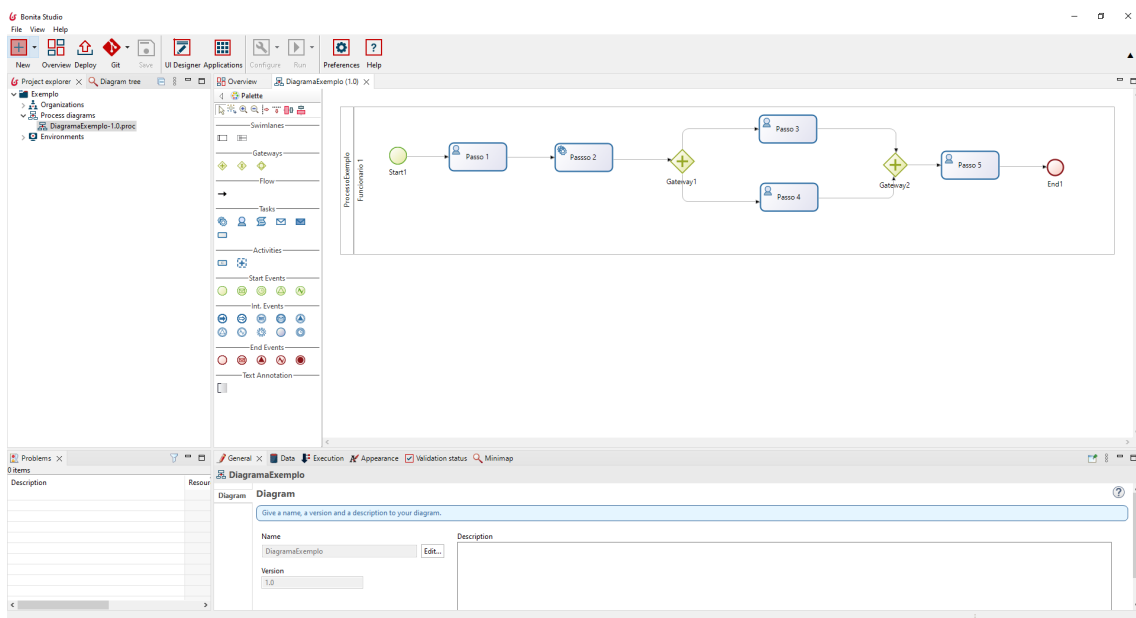 Bonita Studio
File View Help
New Overview Deploy Git Save UI Designer Applications Configure Run Preferences Help
Project explorer Diagram tree
Exemplo
Organizations
Process diagrams
DiagramaExemplo-1.0.proc
Environments
Overview DiagramaExemplo (1.0)
Palette
Swimlanes
Gateways
Flow
Tasks
Activities
Start Events
Int. Events
End Events
Text Annotation
ProcessoExemplo
Funcionario 1
Start1
Passo 1
Passso 2
Gateway1
Passo 3
Passo 4
Gateway2
Passo 5
End1
Problems
0 items
Description Resour
General Data Execution Appearance Validation status Minimap
DiagramaExemplo
Diagram
Diagram
Give a name, a version and a description to your diagram.
Name
DiagramaExemplo
Edit...
Version
1.0
Description